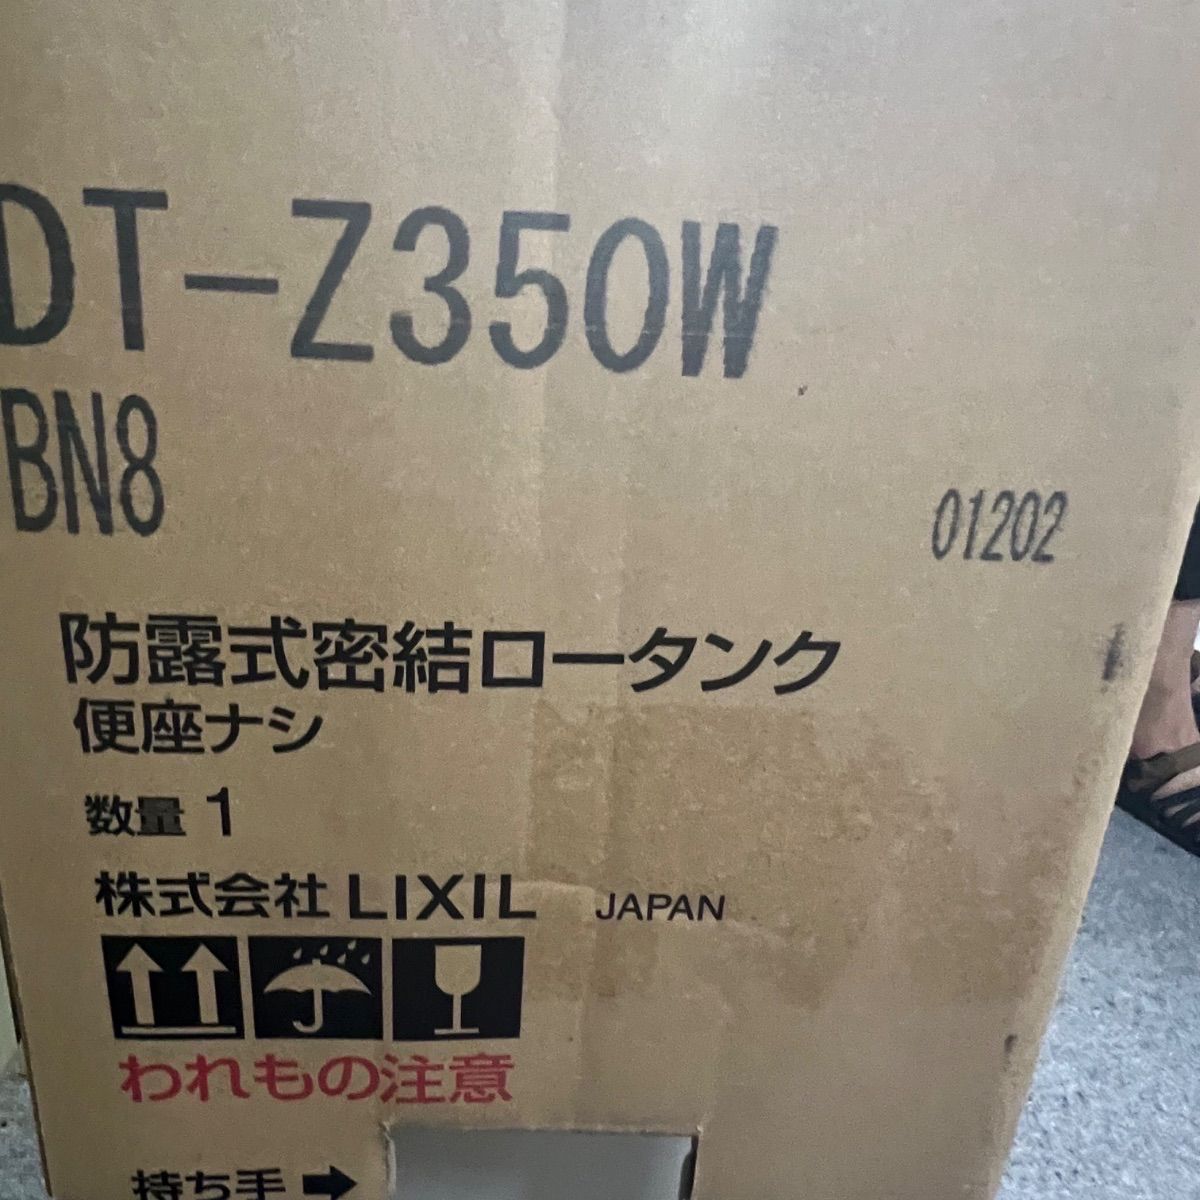 DT-Z350W
BN8
01202
防露式密結ロータンク
便座ナシ
数量 1
株式会社 LIXIL JAPAN
われもの注意
持ち手 ➡